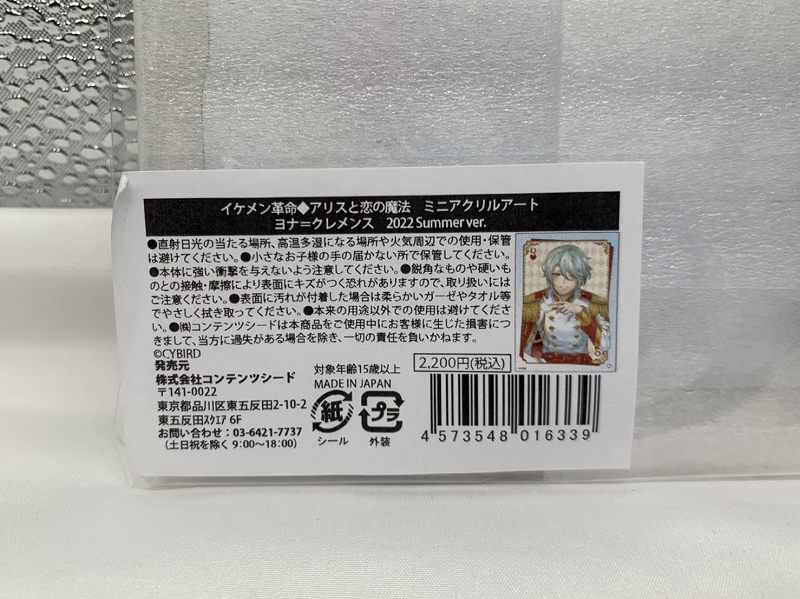 イケメン革命◆アリスと恋の魔法 ミニアクリルアート
ヨナ=クレメンス 2022 Summer ver.
●直射日光の当たる場所、高温多湿になる場所や火気周辺での使用・保管
は避けてください。●小さなお子様の手の届かない所で保管してください。
●本体に強い衝撃を与えないよう注意してください。●鋭角なものや硬いも
のとの接触・摩擦により表面にキズがつく恐れがありますので、取り扱いには
ご注意ください。●表面に汚れが付着した場合は柔らかいガーゼやタオル等
でやさしく拭き取ってください。●本来の用途以外での使用は避けてくださ
い。●㈱コンテンツシードは本商品をご使用中にお客様に生じた損害につ
きまして、当方に過失がある場合を除き、一切の責任を負いかねます。
©CYBIRD
発売元
株式会社コンテンツシード
〒141-0022
東京都品川区東五反田2-10-2
東五反田スクエア 6F
お問い合わせ：03-6421-7737
(土日祝を除く 9:00～18:00)
対象年齢15歳以上
MADE IN JAPAN
紙
シール
プラ
外装
2,200円(税込)
4 573548 016339